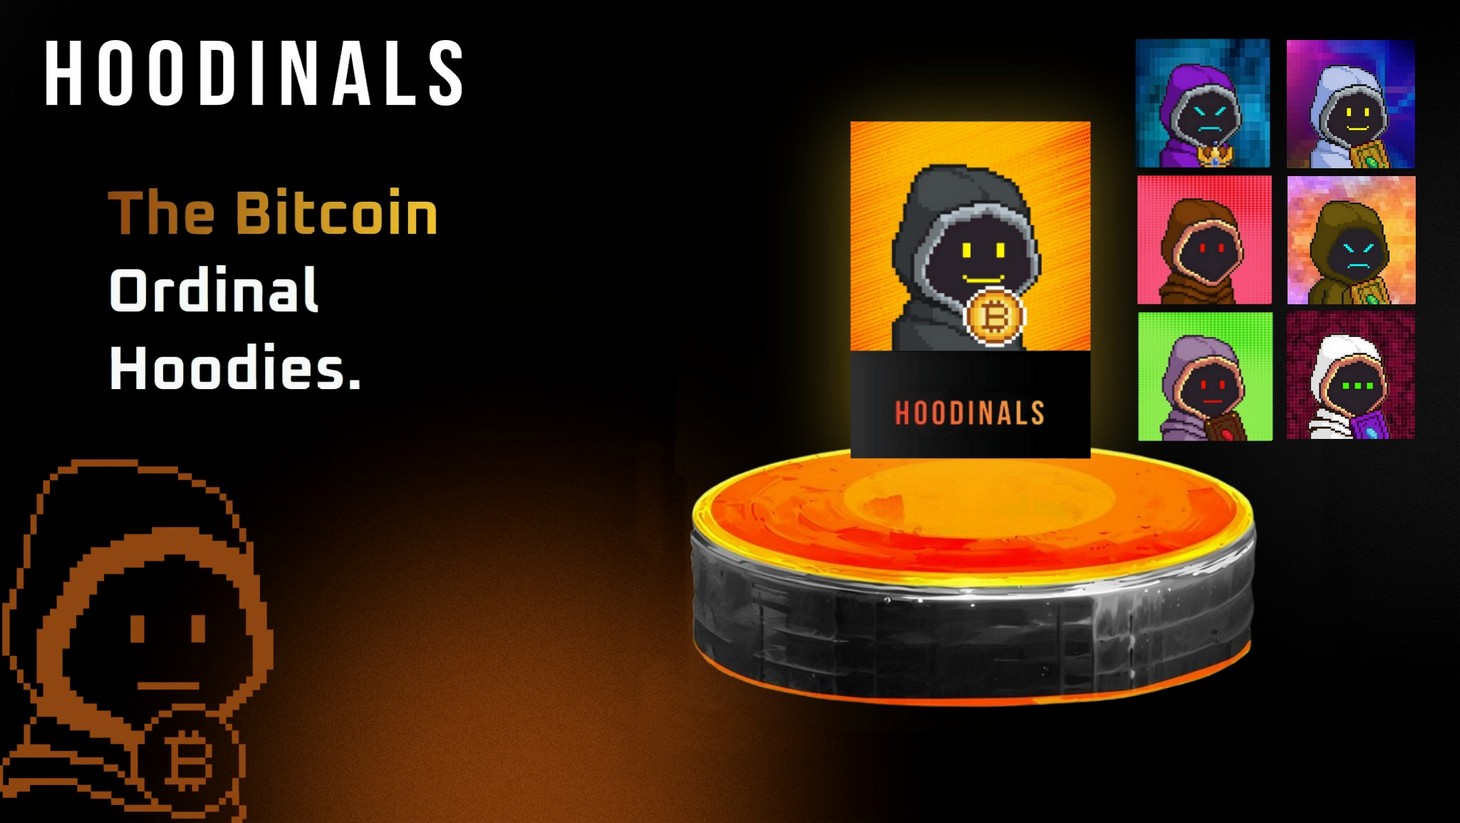 HOODINALS
The Bitcoin
Ordinal
Hoodies.
HOODINALS